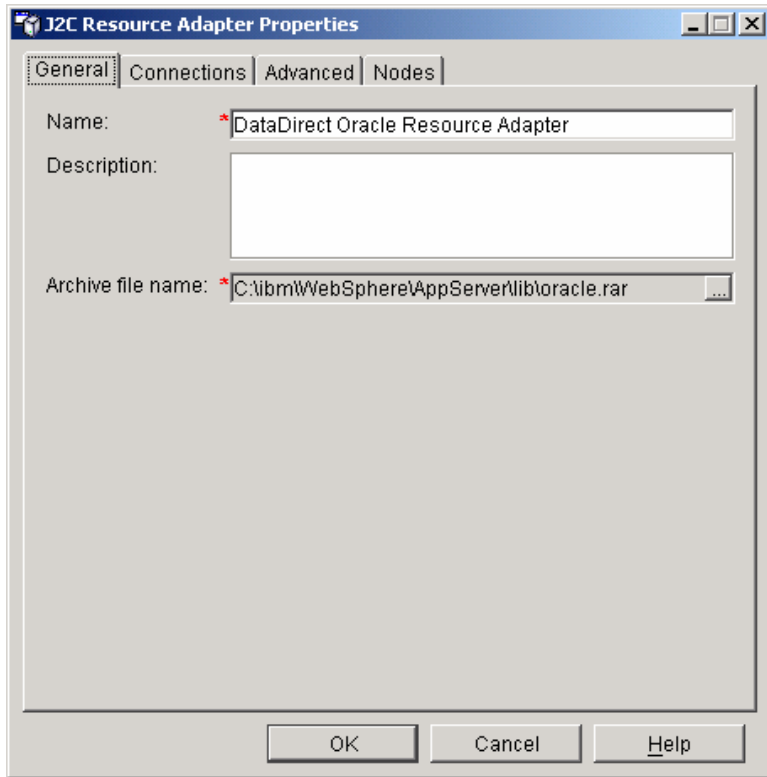 J2C Resource Adapter Properties
General Connections Advanced Nodes
Name: *DataDirect Oracle Resource Adapter
Description:
Archive file name: *C:\ibm\WebSphere\AppServer\lib\oracle.rar ...
OK Cancel Help